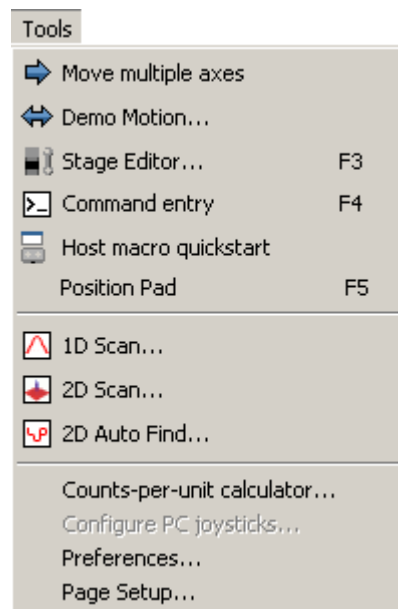 Tools
Move multiple axes
Demo Motion...
Stage Editor... F3
Command entry F4
Host macro quickstart
Position Pad F5
1D Scan...
2D Scan...
2D Auto Find...
Counts-per-unit calculator...
Configure PC joysticks...
Preferences...
Page Setup...